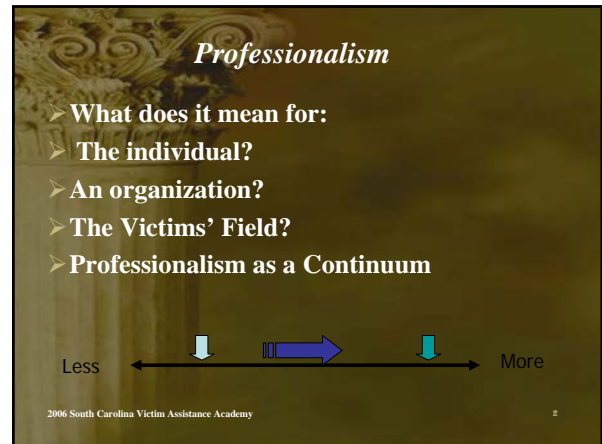 Professionalism
What does it mean for:
The individual?
An organization?
The Victims' Field?
Professionalism as a Continuum
Less
More
2006 South Carolina Victim Assistance Academy
2